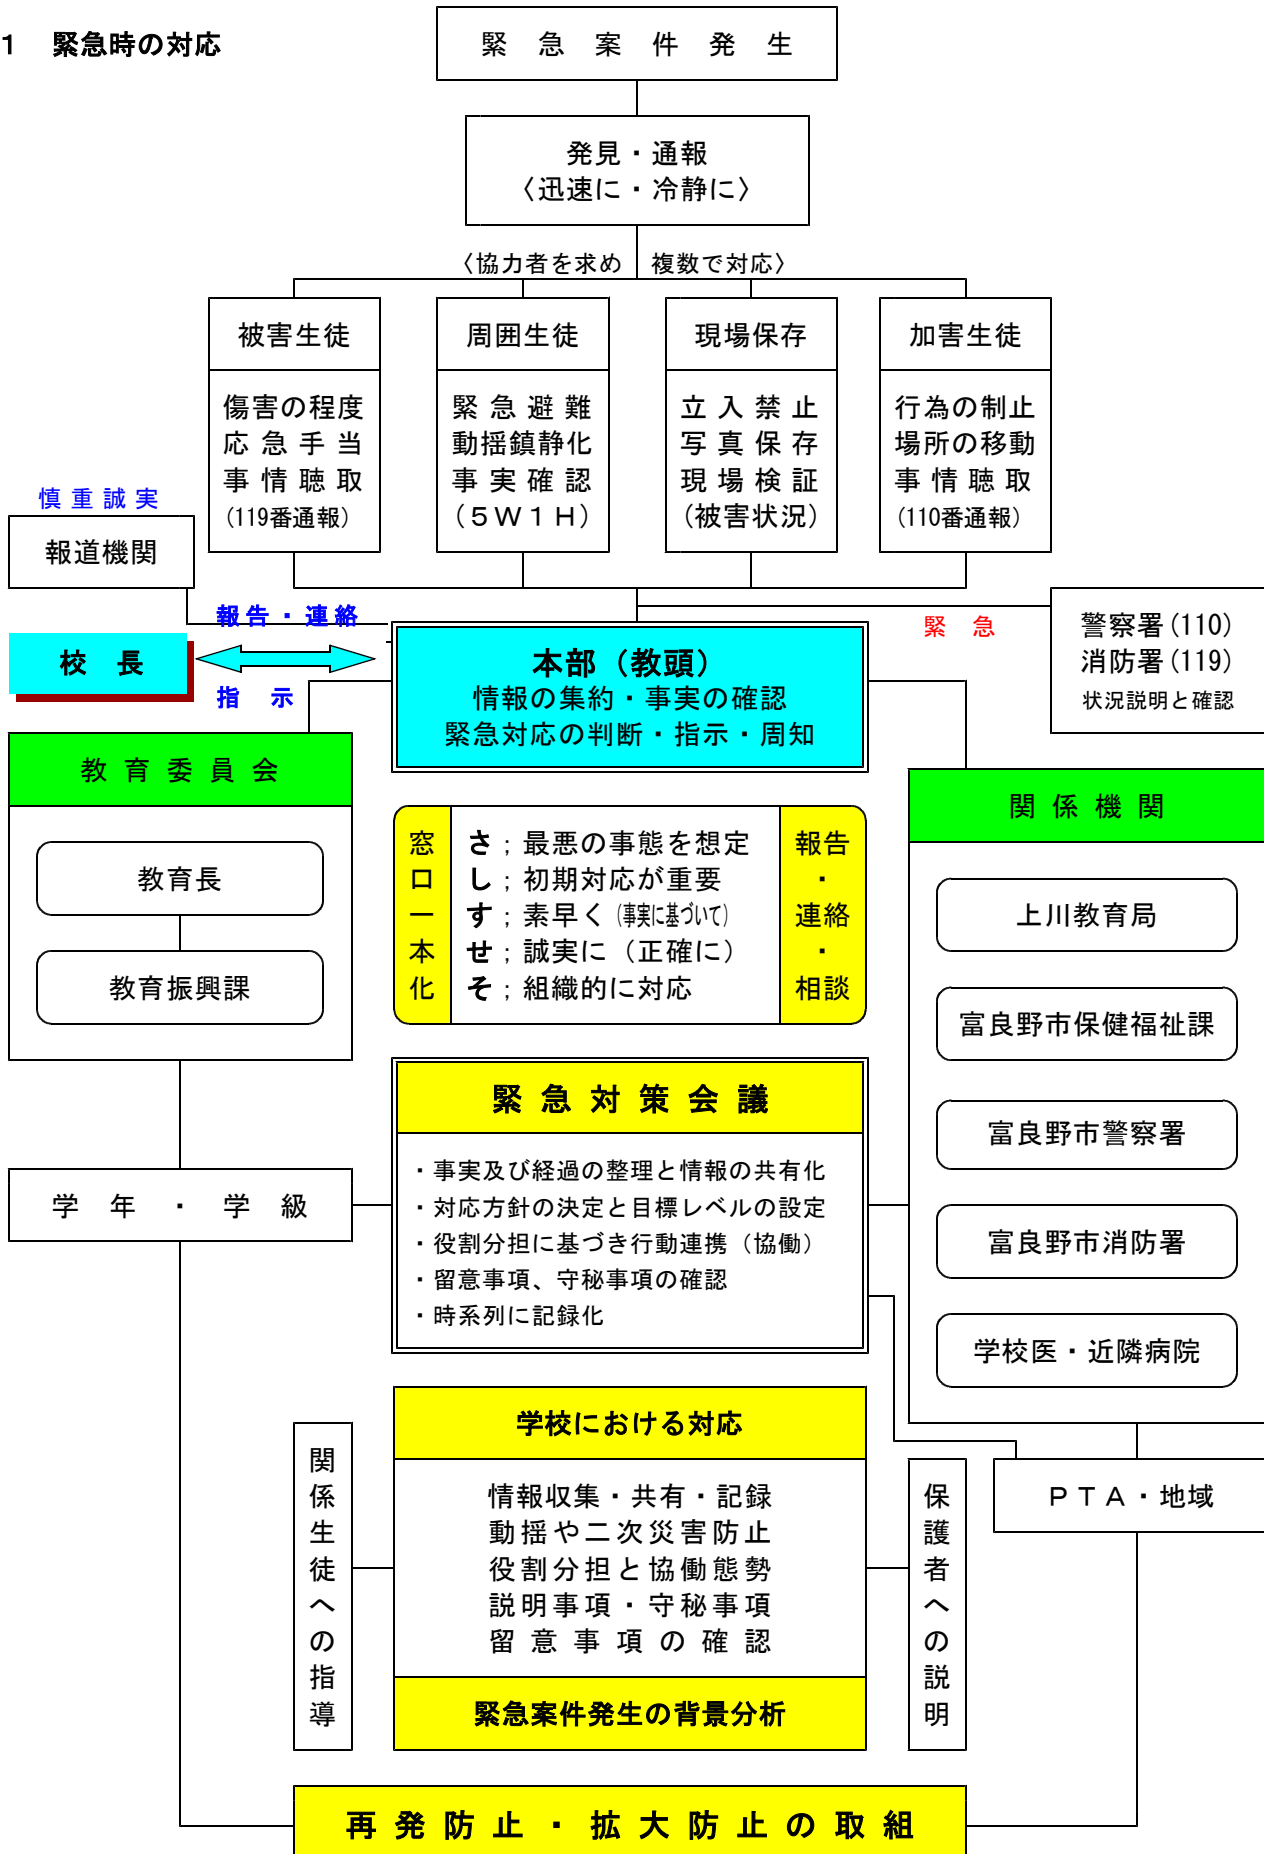 1 緊急時の対応
緊急案件発生
発見・通報
〈迅速に・冷静に〉
〈協力者を求め 複数で対応〉
被害生徒
傷害の程度
応急手当
事情聴取
(119番通報)
周囲生徒
緊急避難
動揺鎮静化
事実確認
(５Ｗ１Ｈ)
現場保存
立入禁止
写真保存
現場検証
(被害状況)
加害生徒
行為の制止
場所の移動
事情聴取
(110番通報)
慎重誠実
報道機関
報告・連絡
校長
指示
本部（教頭）
情報の集約・事実の確認
緊急対応の判断・指示・周知
緊急
警察署(110)
消防署(119)
状況説明と確認
教育委員会
教育長
教育振興課
窓口一本化
さ；最悪の事態を想定
し；初期対応が重要
す；素早く(事実に基づいて)
せ；誠実に（正確に）
そ；組織的に対応
報告・連絡・相談
関係機関
上川教育局
富良野市保健福祉課
富良野市警察署
富良野市消防署
学校医・近隣病院
緊急対策会議
・事実及び経過の整理と情報の共有化
・対応方針の決定と目標レベルの設定
・役割分担に基づき行動連携（協働）
・留意事項、守秘事項の確認
・時系列に記録化
学年・学級
学校における対応
情報収集・共有・記録
動揺や二次災害防止
役割分担と協働態勢
説明事項・守秘事項
留意事項の確認
緊急案件発生の背景分析
関係生徒への指導
保護者への説明
ＰＴＡ・地域
再発防止・拡大防止の取組